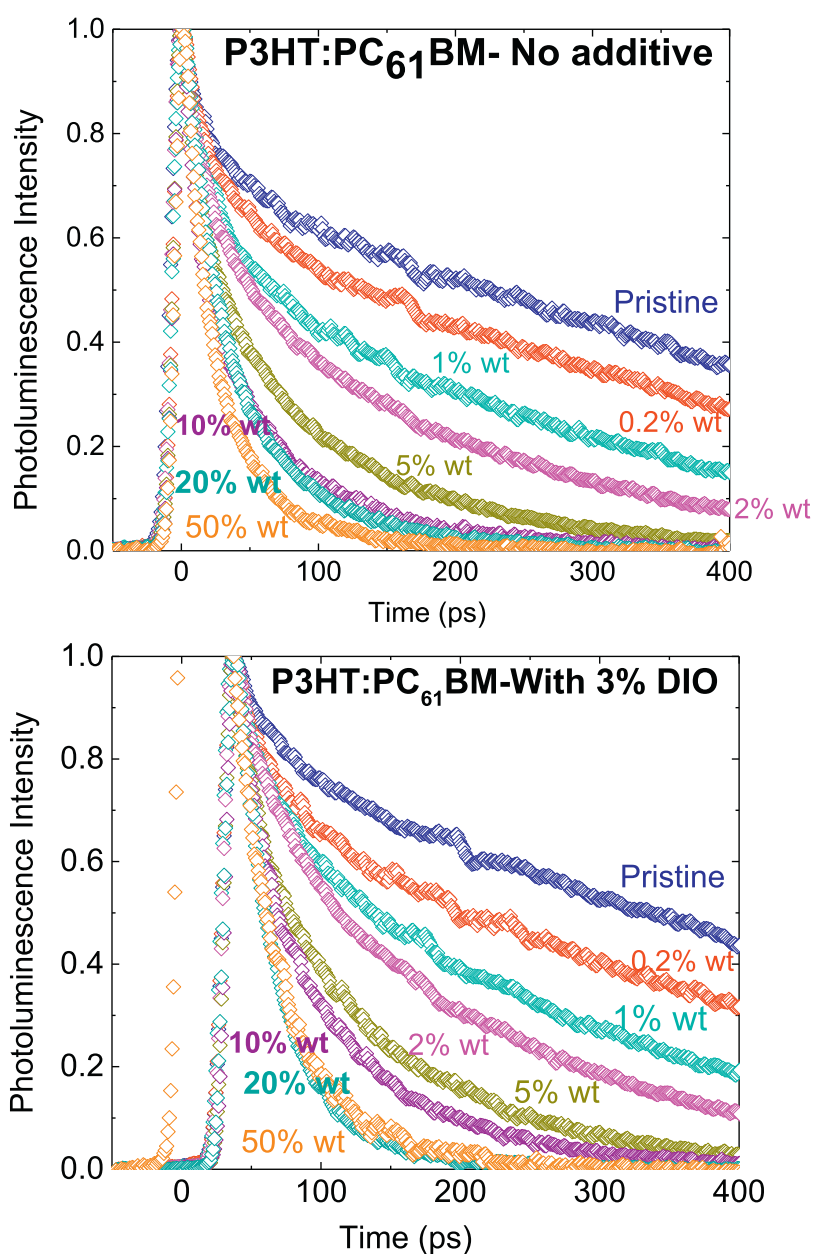 P3HT:PC61BM- No additive
1.0
0.8
0.6
0.4
0.2
0.0
Photoluminescence Intensity
Pristine
1% wt
0.2% wt
10% wt
5% wt
20% wt
2% wt
50% wt
0
100
200
300
400
Time (ps)
P3HT:PC61BM-With 3% DIO
1.0
0.8
0.6
0.4
0.2
0.0
Photoluminescence Intensity
Pristine
0.2% wt
1% wt
10% wt
2% wt
20% wt
5% wt
50% wt
0
100
200
300
400
Time (ps)